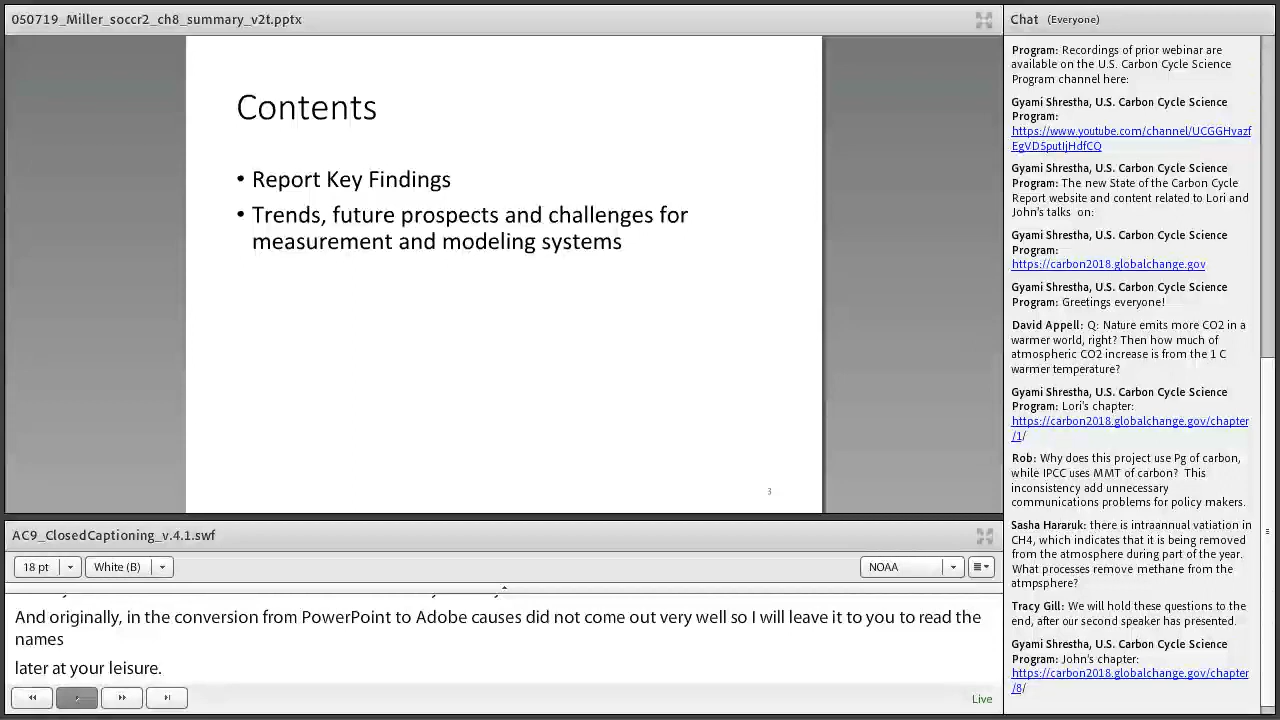 050719_Miller_soccr2_ch8_summary_v2t.pptx
Contents
• Report Key Findings
• Trends, future prospects and challenges for
measurement and modeling systems
3
AC9_ClosedCaptioning_v.4.1.swf
18 pt
White (B)
NOAA
And originally, in the conversion from PowerPoint to Adobe causes did not come out very well so I will leave it to you to read the
names
later at your leisure.
Live
Chat (Everyone)
Program: Recordings of prior webinar are
available on the U.S. Carbon Cycle Science
Program channel here:
Gyami Shrestha, U.S. Carbon Cycle Science
Program:
https://www.youtube.com/channel/UCGGHvazf
EgVD5putIjHdfCQ
Gyami Shrestha, U.S. Carbon Cycle Science
Program: The new State of the Carbon Cycle
Report website and content related to Lori and
John's talks on:
Gyami Shrestha, U.S. Carbon Cycle Science
Program:
https://carbon2018.globalchange.gov
Gyami Shrestha, U.S. Carbon Cycle Science
Program: Greetings everyone!
David Appell: Q: Nature emits more CO2 in a
warmer world, right? Then how much of
atmospheric CO2 increase is from the 1 C
warmer temperature?
Gyami Shrestha, U.S. Carbon Cycle Science
Program: Lori's chapter:
https://carbon2018.globalchange.gov/chapter
/1/
Rob: Why does this project use Pg of carbon,
while IPCC uses MMT of carbon? This
inconsistency add unnecessary
communications problems for policy makers.
Sasha Hararuk: there is intraannual vatiation in
CH4, which indicates that it is being removed
from the atmosphere during part of the year.
What processes remove methane from the
atmpsphere?
Tracy Gill: We will hold these questions to the
end, after our second speaker has presented.
Gyami Shrestha, U.S. Carbon Cycle Science
Program: John's chapter:
https://carbon2018.globalchange.gov/chapter
/8/